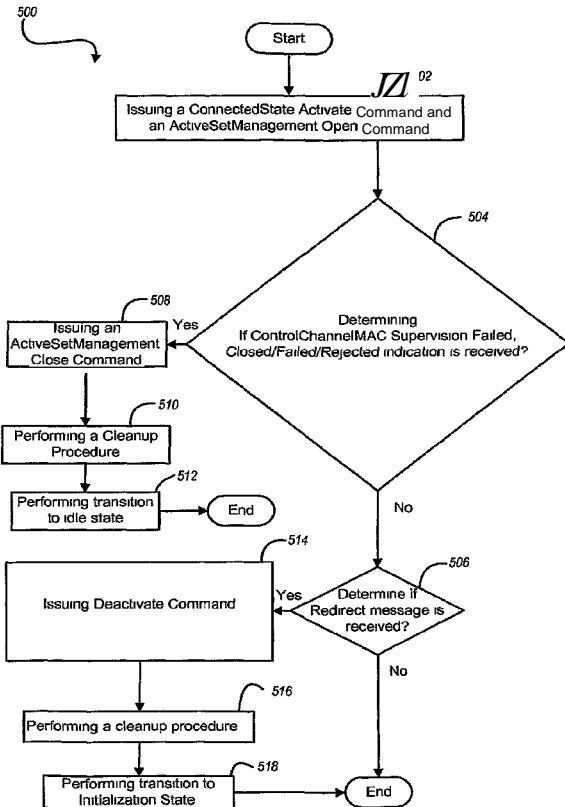 500
Start
JZl 02
Issuing a ConnectedState Activate Command and
an ActiveSetManagement Open Command
504
Determining
If ControlChannelMAC Supervision Failed,
Closed/Failed/Rejected indication is received?
Yes
508
Issuing an
ActiveSetManagement
Close Command
510
Performing a Cleanup
Procedure
512
Performing transition
to idle state
End
No
506
Determine if
Redirect message is
received?
Yes
514
Issuing Deactivate Command
No
516
Performing a cleanup procedure
518
Performing transition to
Initialization State
End